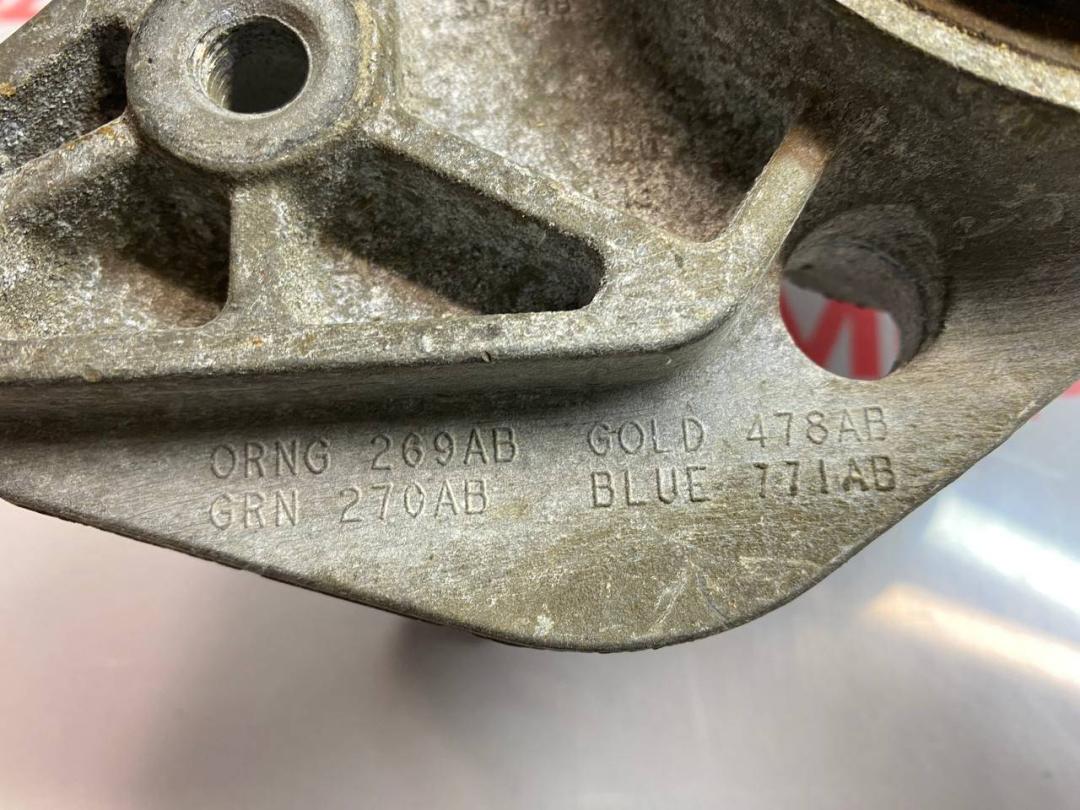 ORNG 269AB GOLD 478AB
GRN 270AB BLUE 771AB
M